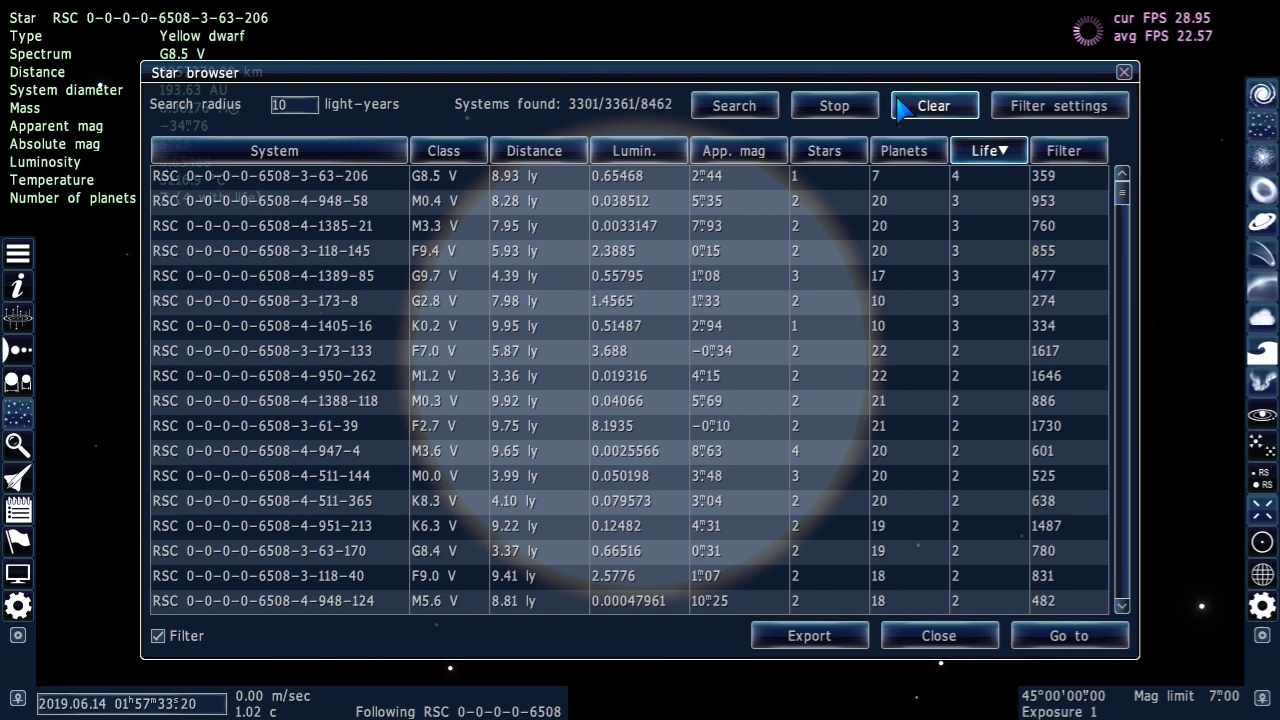 Star RSC 0-0-0-0-6508-3-63-206
Type Yellow dwarf
Spectrum G8.5 V
Distance
System diameter 193.63 AU
Mass
Apparent mag −34ᵐ76
Absolute mag
Luminosity
Temperature
Number of planets
cur FPS 28.95
avg FPS 22.57
Star browser
Search radius 10 light-years Systems found: 3301/3361/8462 Search Stop Clear Filter settings
System Class Distance Lumin. App. mag Stars Planets Life▼ Filter
RSC 0-0-0-0-6508-3-63-206 G8.5 V 8.93 ly 0.65468 2ᵐ44 1 7 4 359
RSC 0-0-0-0-6508-4-948-58 M0.4 V 8.28 ly 0.038512 5ᵐ35 2 20 3 953
RSC 0-0-0-0-6508-4-1385-21 M3.3 V 7.95 ly 0.0033147 7ᵐ93 2 20 3 760
RSC 0-0-0-0-6508-3-118-145 F9.4 V 5.93 ly 2.3885 0ᵐ15 2 20 3 855
RSC 0-0-0-0-6508-4-1389-85 G9.7 V 4.39 ly 0.55795 1ᵐ08 3 17 3 477
RSC 0-0-0-0-6508-3-173-8 G2.8 V 7.98 ly 1.4565 1ᵐ33 2 10 3 274
RSC 0-0-0-0-6508-4-1405-16 K0.2 V 9.95 ly 0.51487 2ᵐ94 1 10 3 334
RSC 0-0-0-0-6508-3-173-133 F7.0 V 5.87 ly 3.688 −0ᵐ34 2 22 2 1617
RSC 0-0-0-0-6508-4-950-262 M1.2 V 3.36 ly 0.019316 4ᵐ15 2 22 2 1646
RSC 0-0-0-0-6508-4-1388-118 M0.3 V 9.92 ly 0.04066 5ᵐ69 2 21 2 886
RSC 0-0-0-0-6508-3-61-39 F2.7 V 9.75 ly 8.1935 −0ᵐ10 2 21 2 1730
RSC 0-0-0-0-6508-4-947-4 M3.6 V 9.65 ly 0.0025566 8ᵐ63 4 20 2 601
RSC 0-0-0-0-6508-4-511-144 M0.0 V 3.99 ly 0.050198 3ᵐ48 3 20 2 525
RSC 0-0-0-0-6508-4-511-365 K8.3 V 4.10 ly 0.079573 3ᵐ04 2 20 2 638
RSC 0-0-0-0-6508-4-951-213 K6.3 V 9.22 ly 0.12482 4ᵐ31 2 19 2 1487
RSC 0-0-0-0-6508-3-63-170 G8.4 V 3.37 ly 0.66516 0ᵐ31 2 19 2 780
RSC 0-0-0-0-6508-3-118-40 F9.0 V 9.41 ly 2.5776 1ᵐ07 2 18 2 831
RSC 0-0-0-0-6508-4-948-124 M5.6 V 8.81 ly 0.00047961 10ᵐ25 2 18 2 482
Filter Export Close Go to
RS
RS
2019.06.14 01ʰ57ᵐ33ˢ20
0.00 m/sec
1.02 c Following RSC 0-0-0-0-6508
45°00'00"00 Mag limit 7ᵐ00
Exposure 1